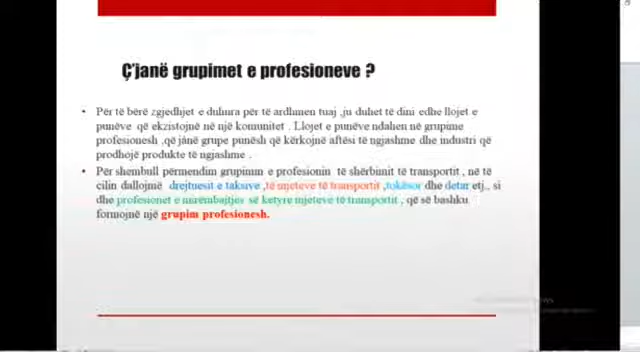 Ç'janë grupimet e profesioneve ?
• Për të bërë zgjedhjet e duhura për të ardhmen tuaj ,ju duhet të dini edhe llojet e
punëve që ekzistojnë në një komunitet . Llojet e punëve ndahen në grupime
profesionesh ,që janë grupe punësh që kërkojnë aftësi të ngjashme dhe industri që
prodhojë produkte të ngjashme .
• Për shembull përmendim grupimin e profesionin të shërbimit të transportit , në të
cilin dallojmë drejtuesit e taksive ,të mjeteve të transportit ,tokësor dhe detar etj., si
dhe profesionet e mirëmbajtjes së ketyre mjeteve të transportit , që së bashku
formojnë një grupim profesionesh.